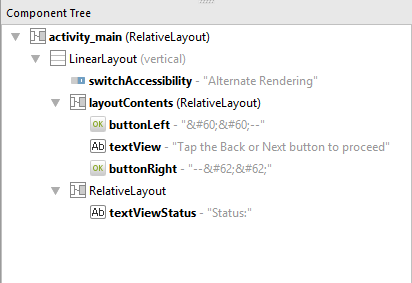 Component Tree
activity_main (RelativeLayout)
LinearLayout (vertical)
switchAccessibility - "Alternate Rendering"
layoutContents (RelativeLayout)
OK buttonLeft - "&#60;&#60;--"
Ab textView - "Tap the Back or Next button to proceed"
OK buttonRight - "--&#62;&#62;"
RelativeLayout
Ab textViewStatus - "Status:"